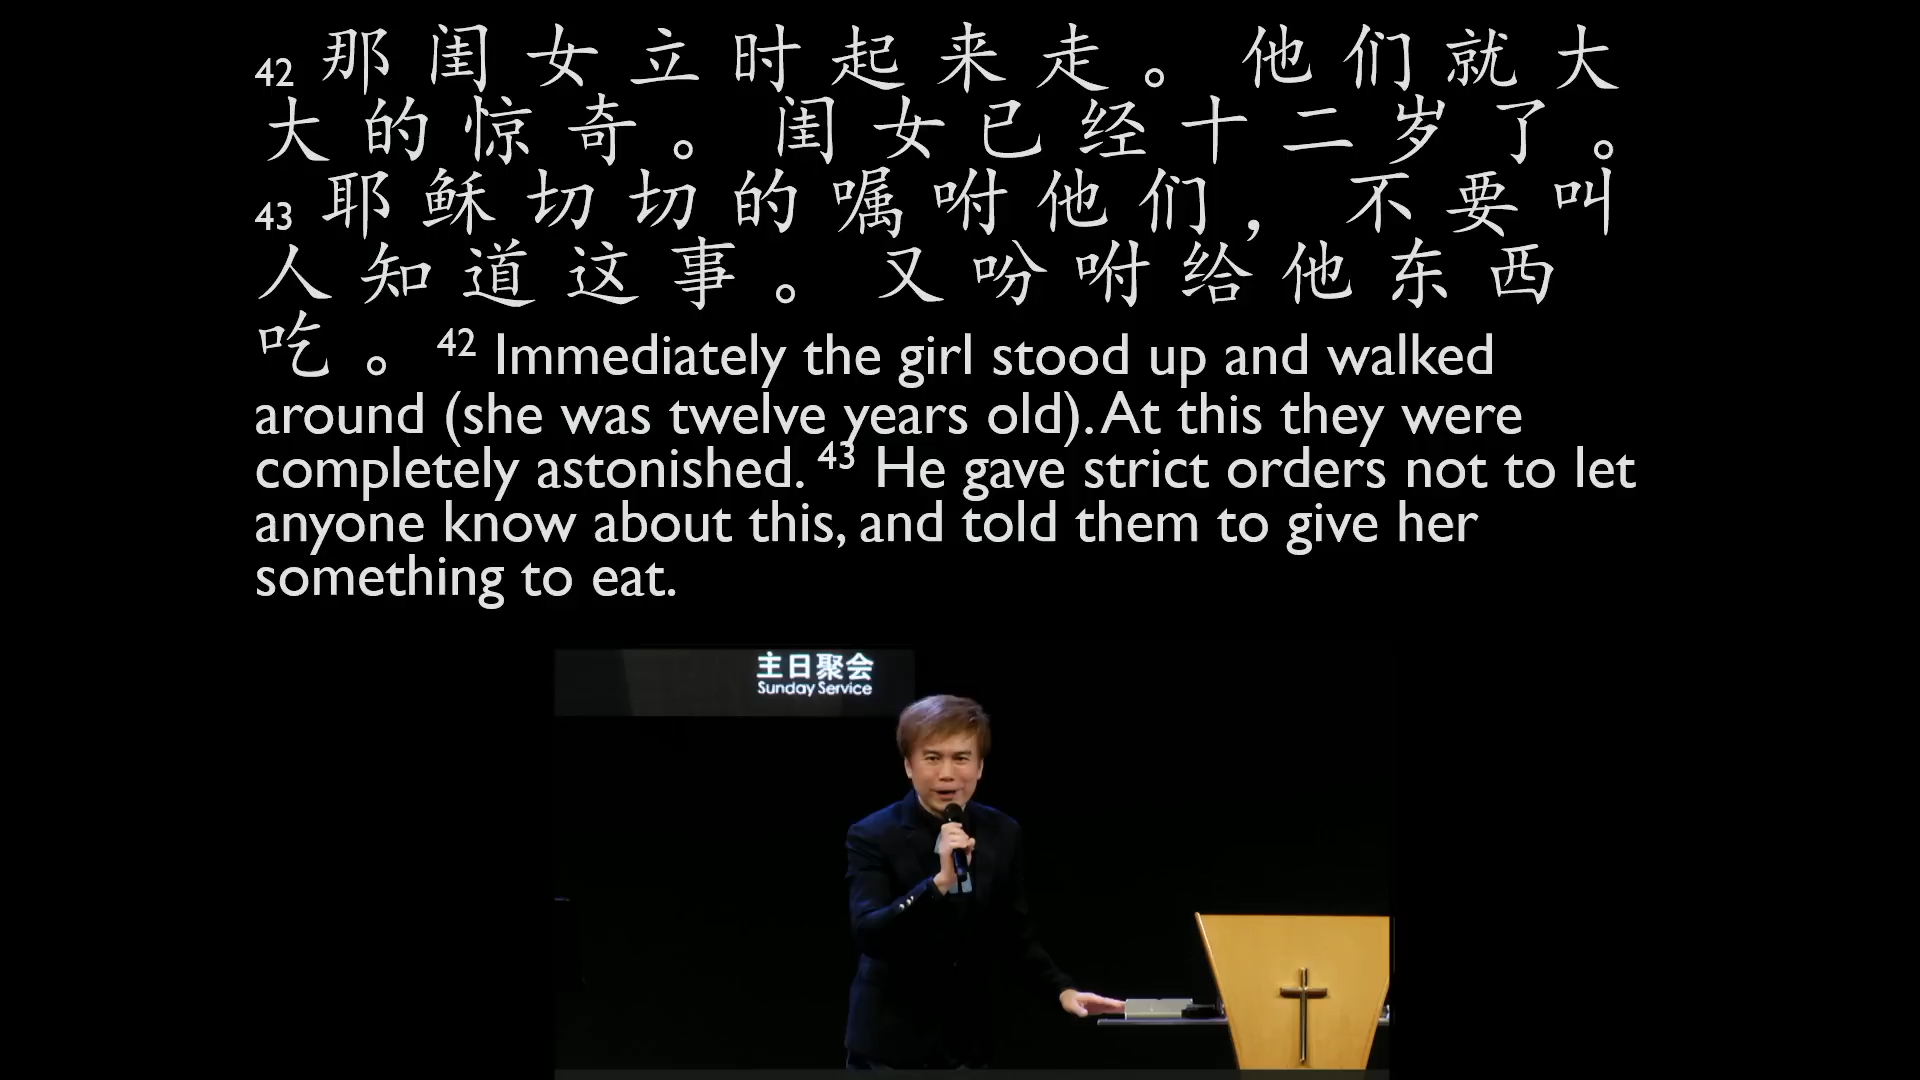 42 那闺女立时起来走。他们就大
大的惊奇。闺女已经十二岁了。
43 耶稣切切的嘱咐他们，不要叫
人知道这事。又吩咐给他东西
吃。42 Immediately the girl stood up and walked
around (she was twelve years old). At this they were
completely astonished. 43 He gave strict orders not to let
anyone know about this, and told them to give her
something to eat.
主日聚会
Sunday Service